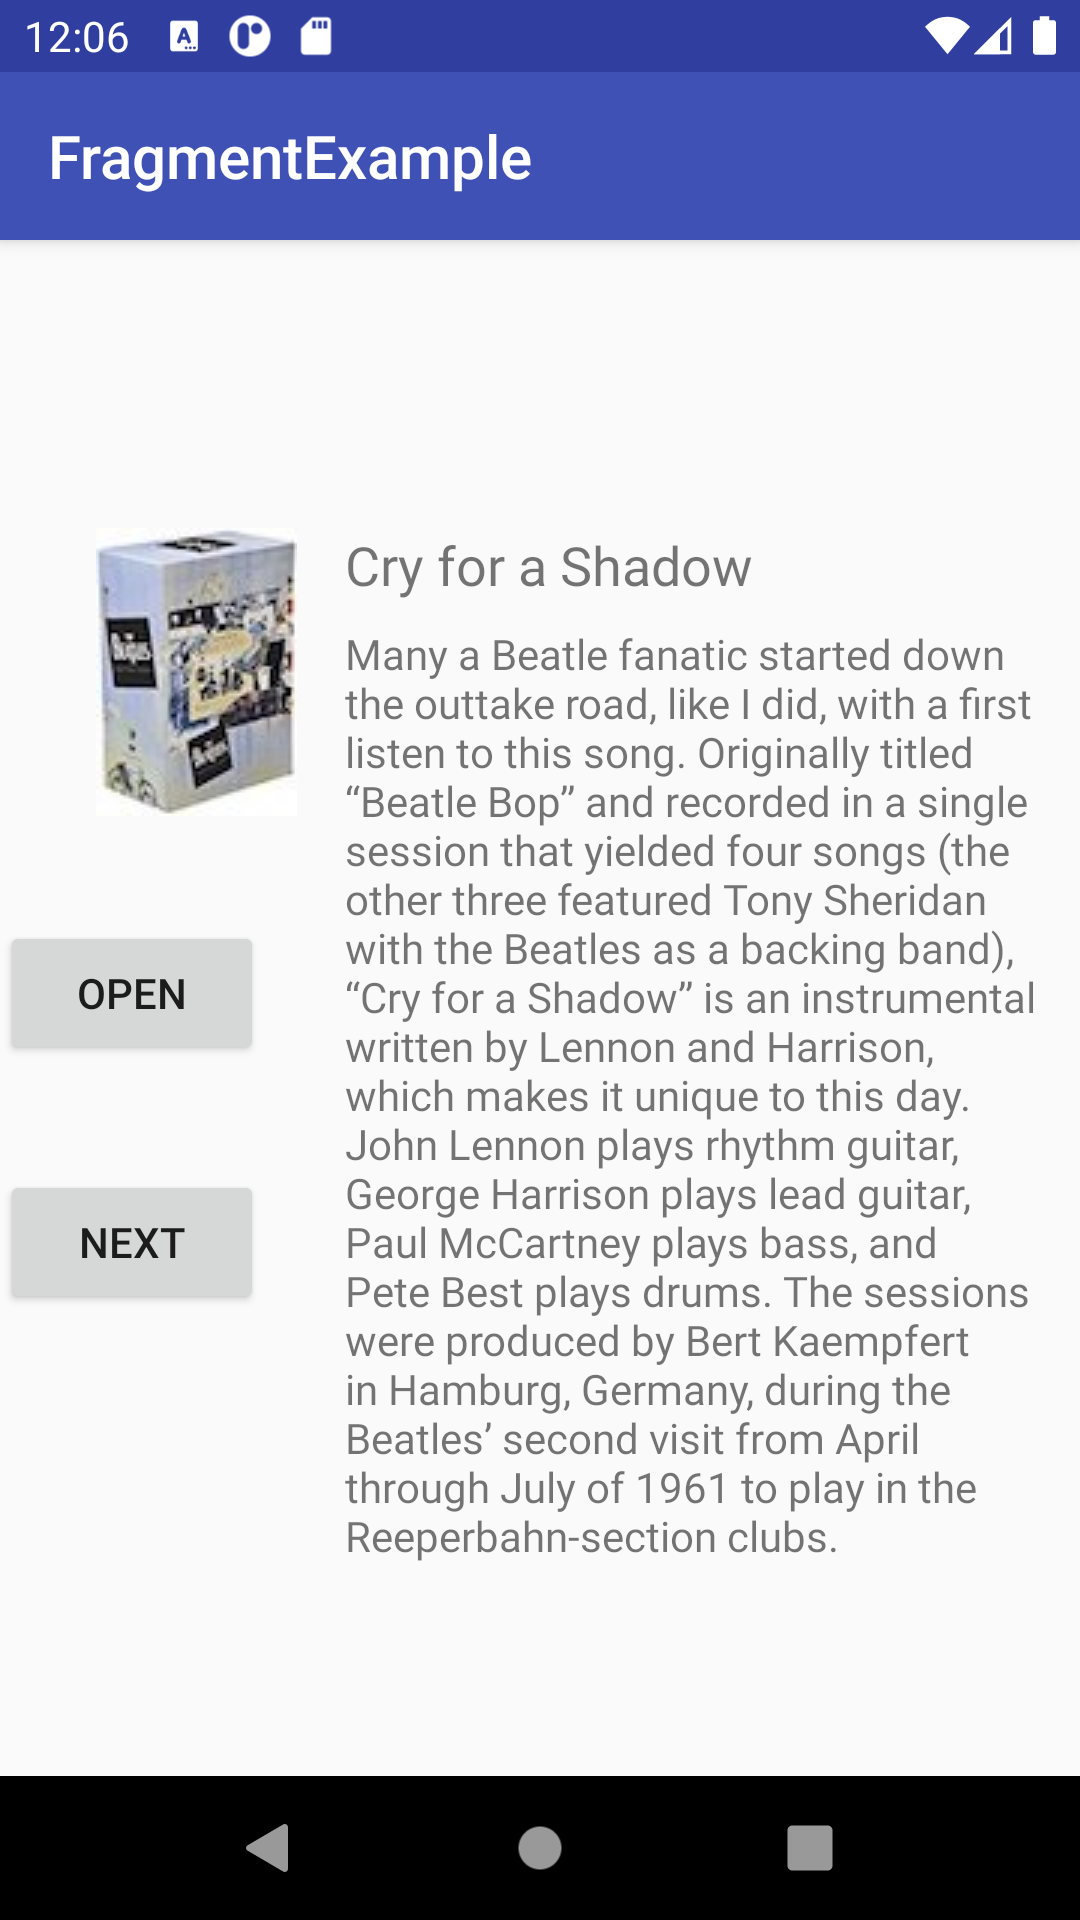 12:06
FragmentExample
Cry for a Shadow
Many a Beatle fanatic started down
the outtake road, like I did, with a first
listen to this song. Originally titled
“Beatle Bop” and recorded in a single
session that yielded four songs (the
other three featured Tony Sheridan
with the Beatles as a backing band),
“Cry for a Shadow” is an instrumental
written by Lennon and Harrison,
which makes it unique to this day.
John Lennon plays rhythm guitar,
George Harrison plays lead guitar,
Paul McCartney plays bass, and
Pete Best plays drums. The sessions
were produced by Bert Kaempfert
in Hamburg, Germany, during the
Beatles’ second visit from April
through July of 1961 to play in the
Reeperbahn-section clubs.
OPEN
NEXT